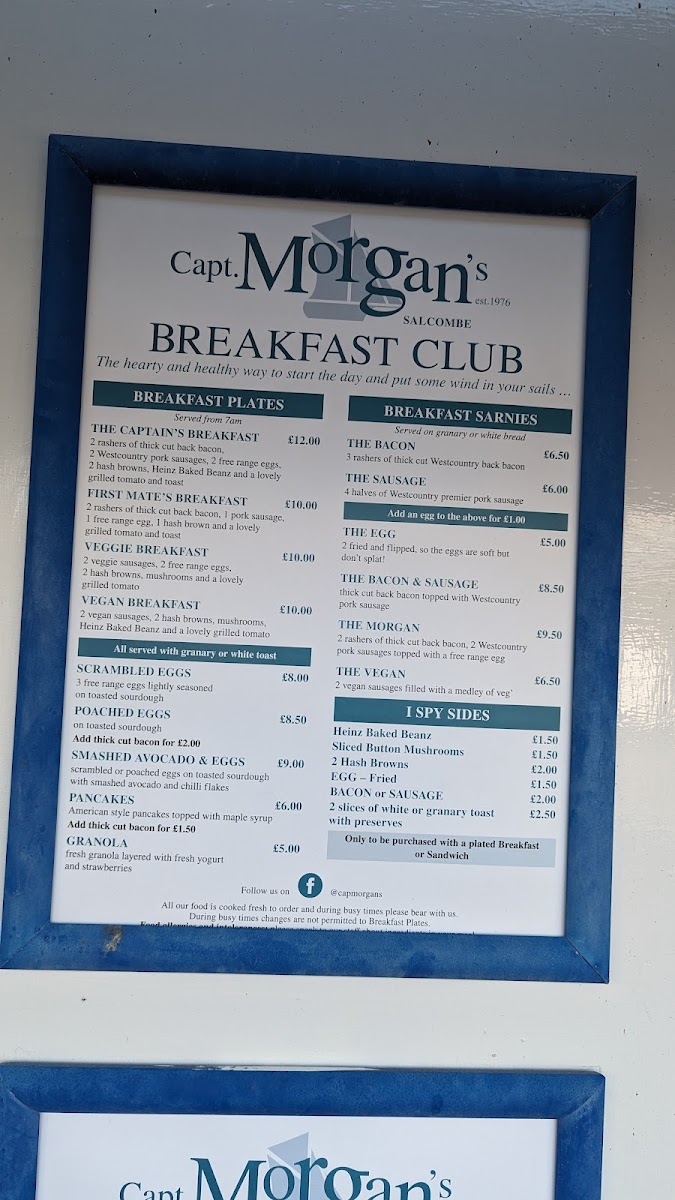 Capt. Morgan's
est.1976
SALCOMBE
BREAKFAST CLUB
The hearty and healthy way to start the day and put some wind in your sails ...
BREAKFAST PLATES
Served from 7am
THE CAPTAIN'S BREAKFAST £12.00
2 rashers of thick cut back bacon,
2 Westcountry pork sausages, 2 free range eggs,
2 hash browns, Heinz Baked Beanz and a lovely
grilled tomato and toast
FIRST MATE'S BREAKFAST £10.00
2 rashers of thick cut back bacon, 1 pork sausage,
1 free range egg, 1 hash brown and a lovely
grilled tomato and toast
VEGGIE BREAKFAST £10.00
2 veggie sausages, 2 free range eggs,
2 hash browns, mushrooms and a lovely
grilled tomato
VEGAN BREAKFAST £10.00
2 vegan sausages, 2 hash browns, mushrooms,
Heinz Baked Beanz and a lovely grilled tomato
All served with granary or white toast
SCRAMBLED EGGS £8.00
3 free range eggs lightly seasoned
on toasted sourdough
POACHED EGGS £8.50
on toasted sourdough
Add thick cut bacon for £2.00
SMASHED AVOCADO & EGGS £9.00
scrambled or poached eggs on toasted sourdough
with smashed avocado and chilli flakes
PANCAKES £6.00
American style pancakes topped with maple syrup
Add thick cut bacon for £1.50
GRANOLA £5.00
fresh granola layered with fresh yogurt
and strawberries
BREAKFAST SARNIES
Served on granary or white bread
THE BACON £6.50
3 rashers of thick cut Westcountry back bacon
THE SAUSAGE £6.00
4 halves of Westcountry premier pork sausage
Add an egg to the above for £1.00
THE EGG £5.00
2 fried and flipped, so the eggs are soft but
don't splat!
THE BACON & SAUSAGE £8.50
thick cut back bacon topped with Westcountry
pork sausage
THE MORGAN £9.50
2 rashers of thick cut back bacon, 2 Westcountry
pork sausages topped with a free range egg
THE VEGAN £6.50
2 vegan sausages filled with a medley of veg'
I SPY SIDES
Heinz Baked Beanz £1.50
Sliced Button Mushrooms £1.50
2 Hash Browns £2.00
EGG – Fried £1.50
BACON or SAUSAGE £2.00
2 slices of white or granary toast £2.50
with preserves
Only to be purchased with a plated Breakfast
or Sandwich
Follow us on f @capmorgans
All our food is cooked fresh to order and during busy times please bear with us.
During busy times changes are not permitted to Breakfast Plates.
Capt. Morgan's